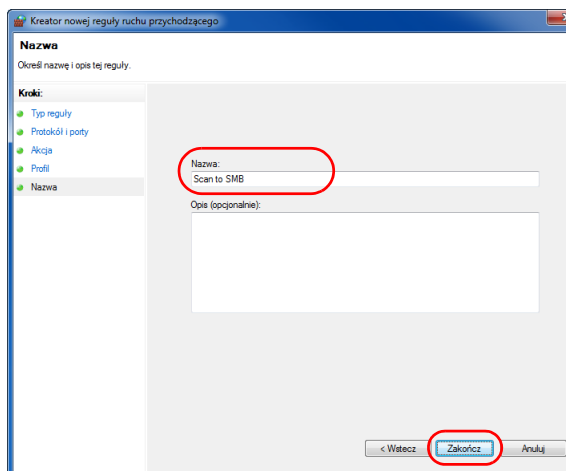 Kreator nowej reguły ruchu przychodzącego
Nazwa
Określ nazwę i opis tej reguły.
Kroki:
Typ reguły
Protokół i porty
Akcja
Profil
Nazwa
Nazwa:
Scan to SMB
Opis (opcjonalnie):
< Wstecz
Zakończ
Anuluj